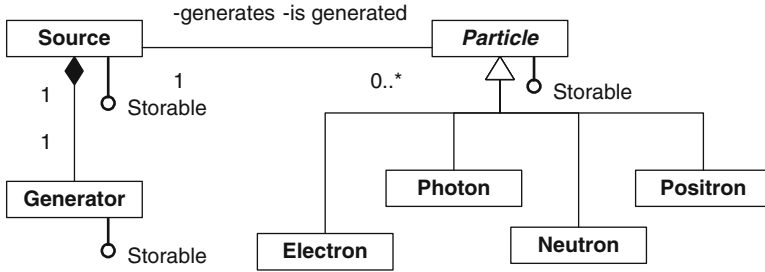 -generates -is generated
Source
Particle
1
0..*
1
Storable
Storable
1
Photon
Positron
Generator
Electron
Neutron
Storable